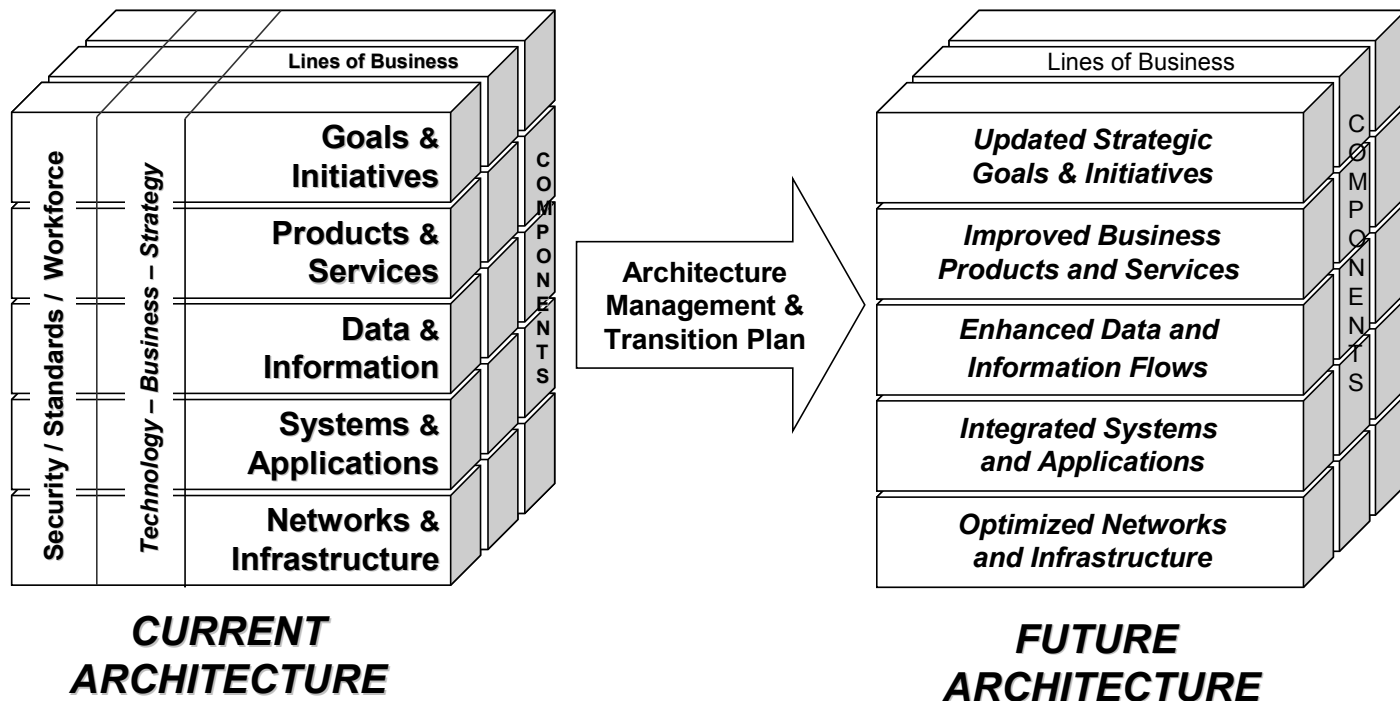 Lines of Business
Security / Standards / Workforce
Technology – Business – Strategy
Goals &
Initiatives
Products &
Services
Data &
Information
Systems &
Applications
Networks &
Infrastructure
COMPONENTS
CURRENT
ARCHITECTURE
Architecture
Management &
Transition Plan
Lines of Business
Updated Strategic
Goals & Initiatives
Improved Business
Products and Services
Enhanced Data and
Information Flows
Integrated Systems
and Applications
Optimized Networks
and Infrastructure
COMPONENTS
FUTURE
ARCHITECTURE